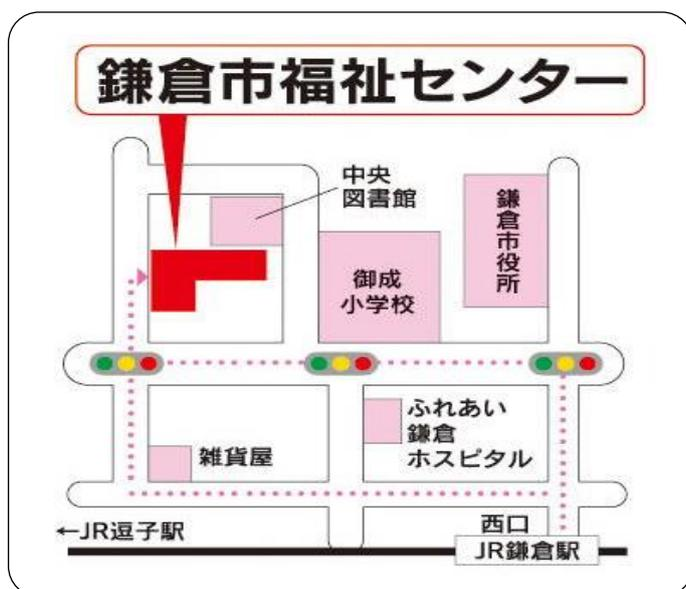 鎌倉市福祉センター
中央
図書館
鎌倉市役所
御成
小学校
ふれあい
鎌倉
ホスピタル
雑貨屋
←JR逗子駅
西口
JR鎌倉駅